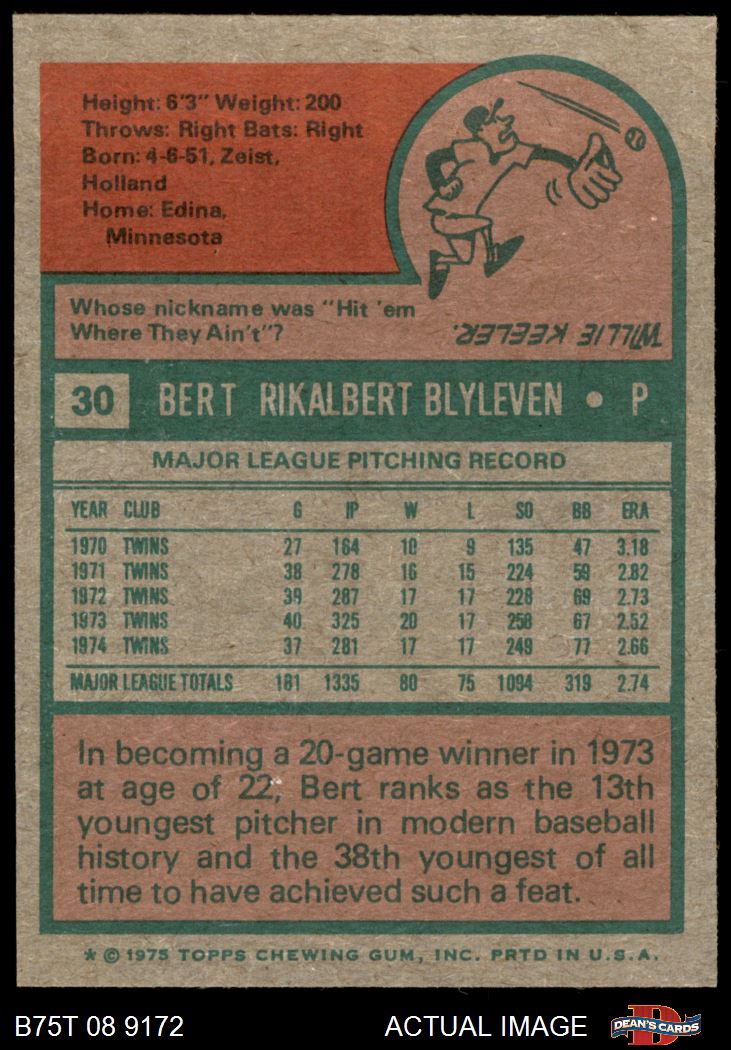 Height: 6'3" Weight: 200
Throws: Right Bats: Right
Born: 4-6-51, Zeist,
Holland
Home: Edina,
Minnesota
Whose nickname was "Hit 'em
Where They Ain't"?
WILLIE KEELER.
30 BERT RIKALBERT BLYLEVEN • P
MAJOR LEAGUE PITCHING RECORD
YEAR CLUB G IP W L SO BB ERA
1970 TWINS 27 164 10 9 135 47 3.18
1971 TWINS 38 278 16 15 224 59 2.82
1972 TWINS 39 287 17 17 228 69 2.73
1973 TWINS 40 325 20 17 258 67 2.52
1974 TWINS 37 281 17 17 249 77 2.66
MAJOR LEAGUE TOTALS 181 1335 80 75 1094 319 2.74
In becoming a 20-game winner in 1973
at age of 22, Bert ranks as the 13th
youngest pitcher in modern baseball
history and the 38th youngest of all
time to have achieved such a feat.
* © 1975 TOPPS CHEWING GUM, INC. PRTD IN U.S.A.
B75T 08 9172 ACTUAL IMAGE D DEAN'S CARDS